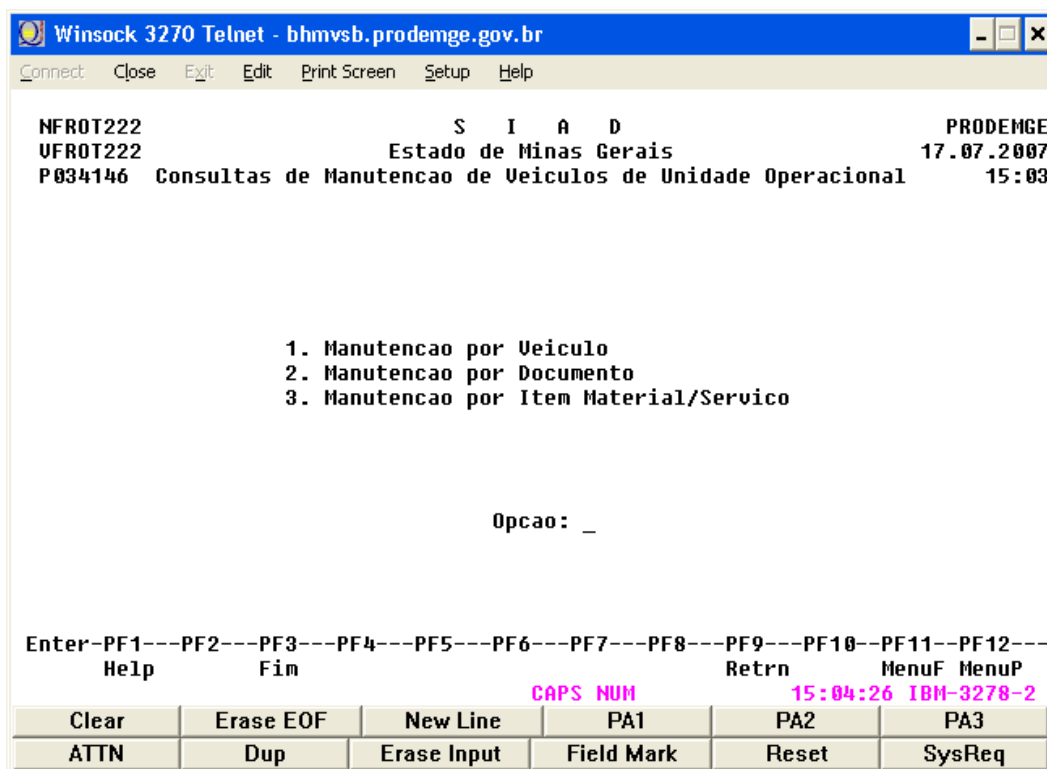 Winsock 3270 Telnet - bhmvsb.prodemge.gov.br
Connect Close Exit Edit Print Screen Setup Help
NFROT222 S I A D PRODEMGE
VFROT222 Estado de Minas Gerais 17.07.2007
P034146 Consultas de Manutencao de Veiculos de Unidade Operacional 15:03
1. Manutencao por Veiculo
2. Manutencao por Documento
3. Manutencao por Item Material/Servico
Opcao: _
Enter-PF1---PF2---PF3---PF4---PF5---PF6---PF7---PF8---PF9---PF10--PF11--PF12---
Help Fim Retrn MenuF MenuP
CAPS NUM 15:04:26 IBM-3278-2
Clear Erase EOF New Line PA1 PA2 PA3
ATTN Dup Erase Input Field Mark Reset SysReq